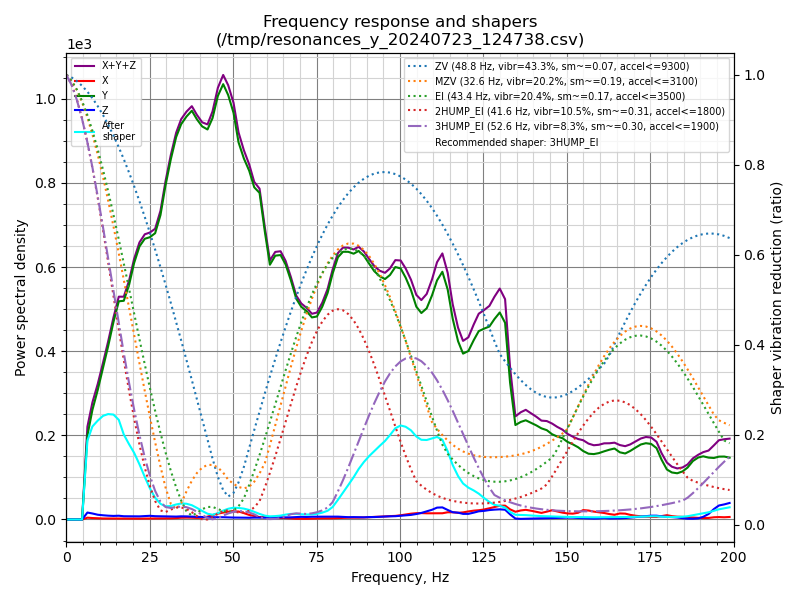 Frequency response and shapers
(/tmp/resonances_y_20240723_124738.csv)
1e3
X+Y+Z
X
Y
Z
After
shaper
ZV (48.8 Hz, vibr=43.3%, sm~=0.07, accel<=9300)
MZV (32.6 Hz, vibr=20.2%, sm~=0.19, accel<=3100)
EI (43.4 Hz, vibr=20.4%, sm~=0.17, accel<=3500)
2HUMP_EI (41.6 Hz, vibr=10.5%, sm~=0.31, accel<=1800)
3HUMP_EI (52.6 Hz, vibr=8.3%, sm~=0.30, accel<=1900)
Recommended shaper: 3HUMP_EI
1.0
0.8
0.6
0.4
0.2
0.0
Power spectral density
1.0
0.8
0.6
0.4
0.2
0.0
Shaper vibration reduction (ratio)
0 25 50 75 100 125 150 175 200
Frequency, Hz